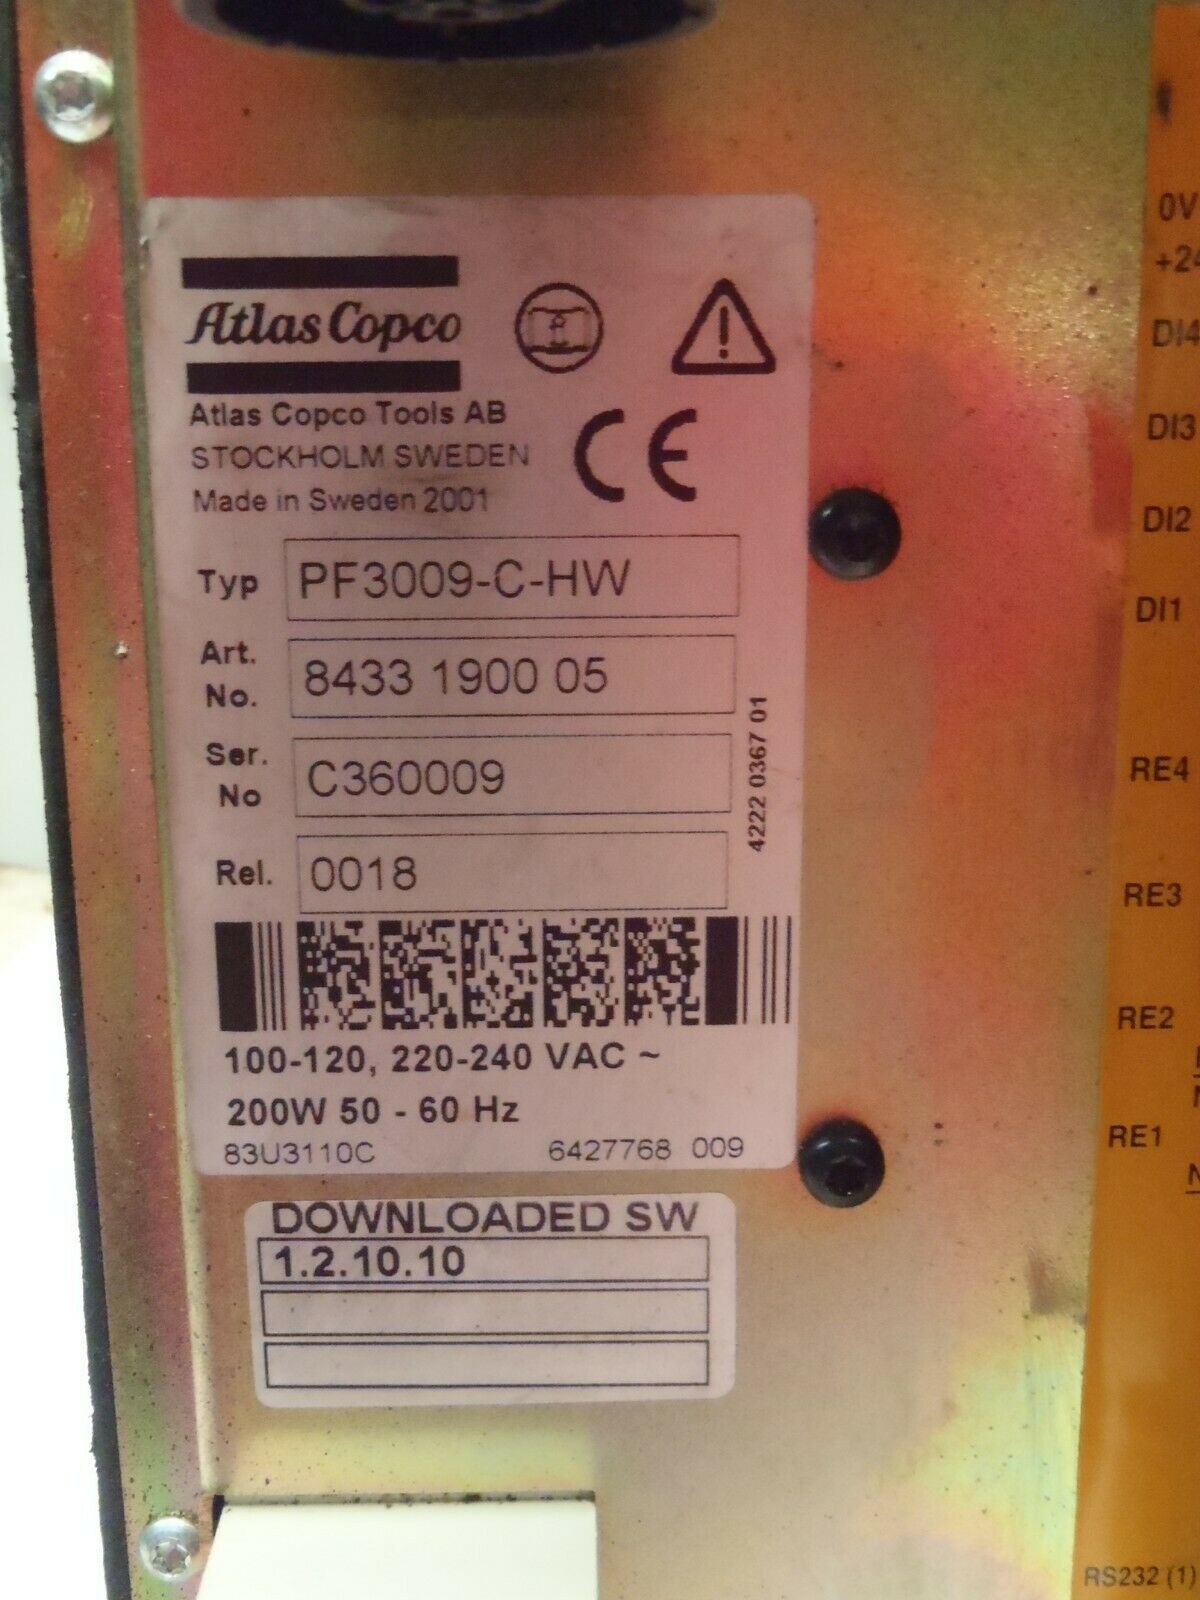 Atlas Copco
Atlas Copco Tools AB
STOCKHOLM SWEDEN
Made in Sweden 2001
CE
Typ PF3009-C-HW
Art. No. 8433 1900 05
Ser. No C360009
Rel. 0018
4222 0367 01
100-120, 220-240 VAC ~
200W 50 - 60 Hz
83U3110C 6427768 009
DOWNLOADED SW
1.2.10.10
0V
+24
DI4
DI3
DI2
DI1
RE4
RE3
RE2
RE1
RS232 (1)